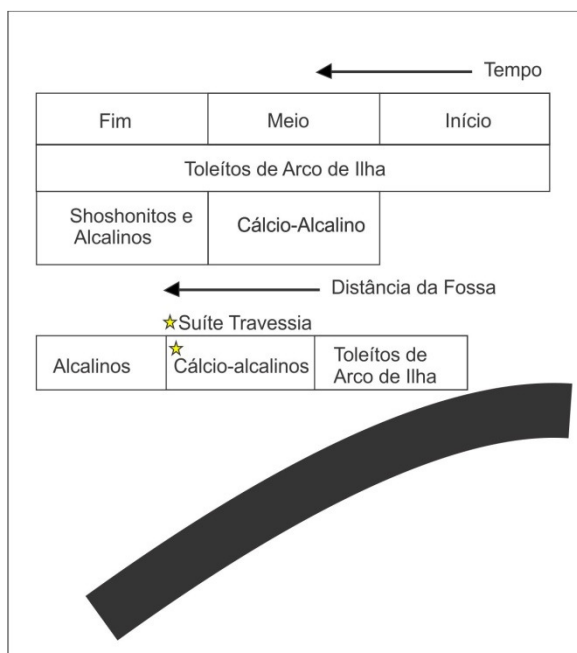 Tempo
Fim Meio Início
Toleítos de Arco de Ilha
Shoshonitos e
Alcalinos
Cálcio-Alcalino
Distância da Fossa
Suíte Travessia
Alcalinos
Cálcio-alcalinos
Toleítos de
Arco de Ilha